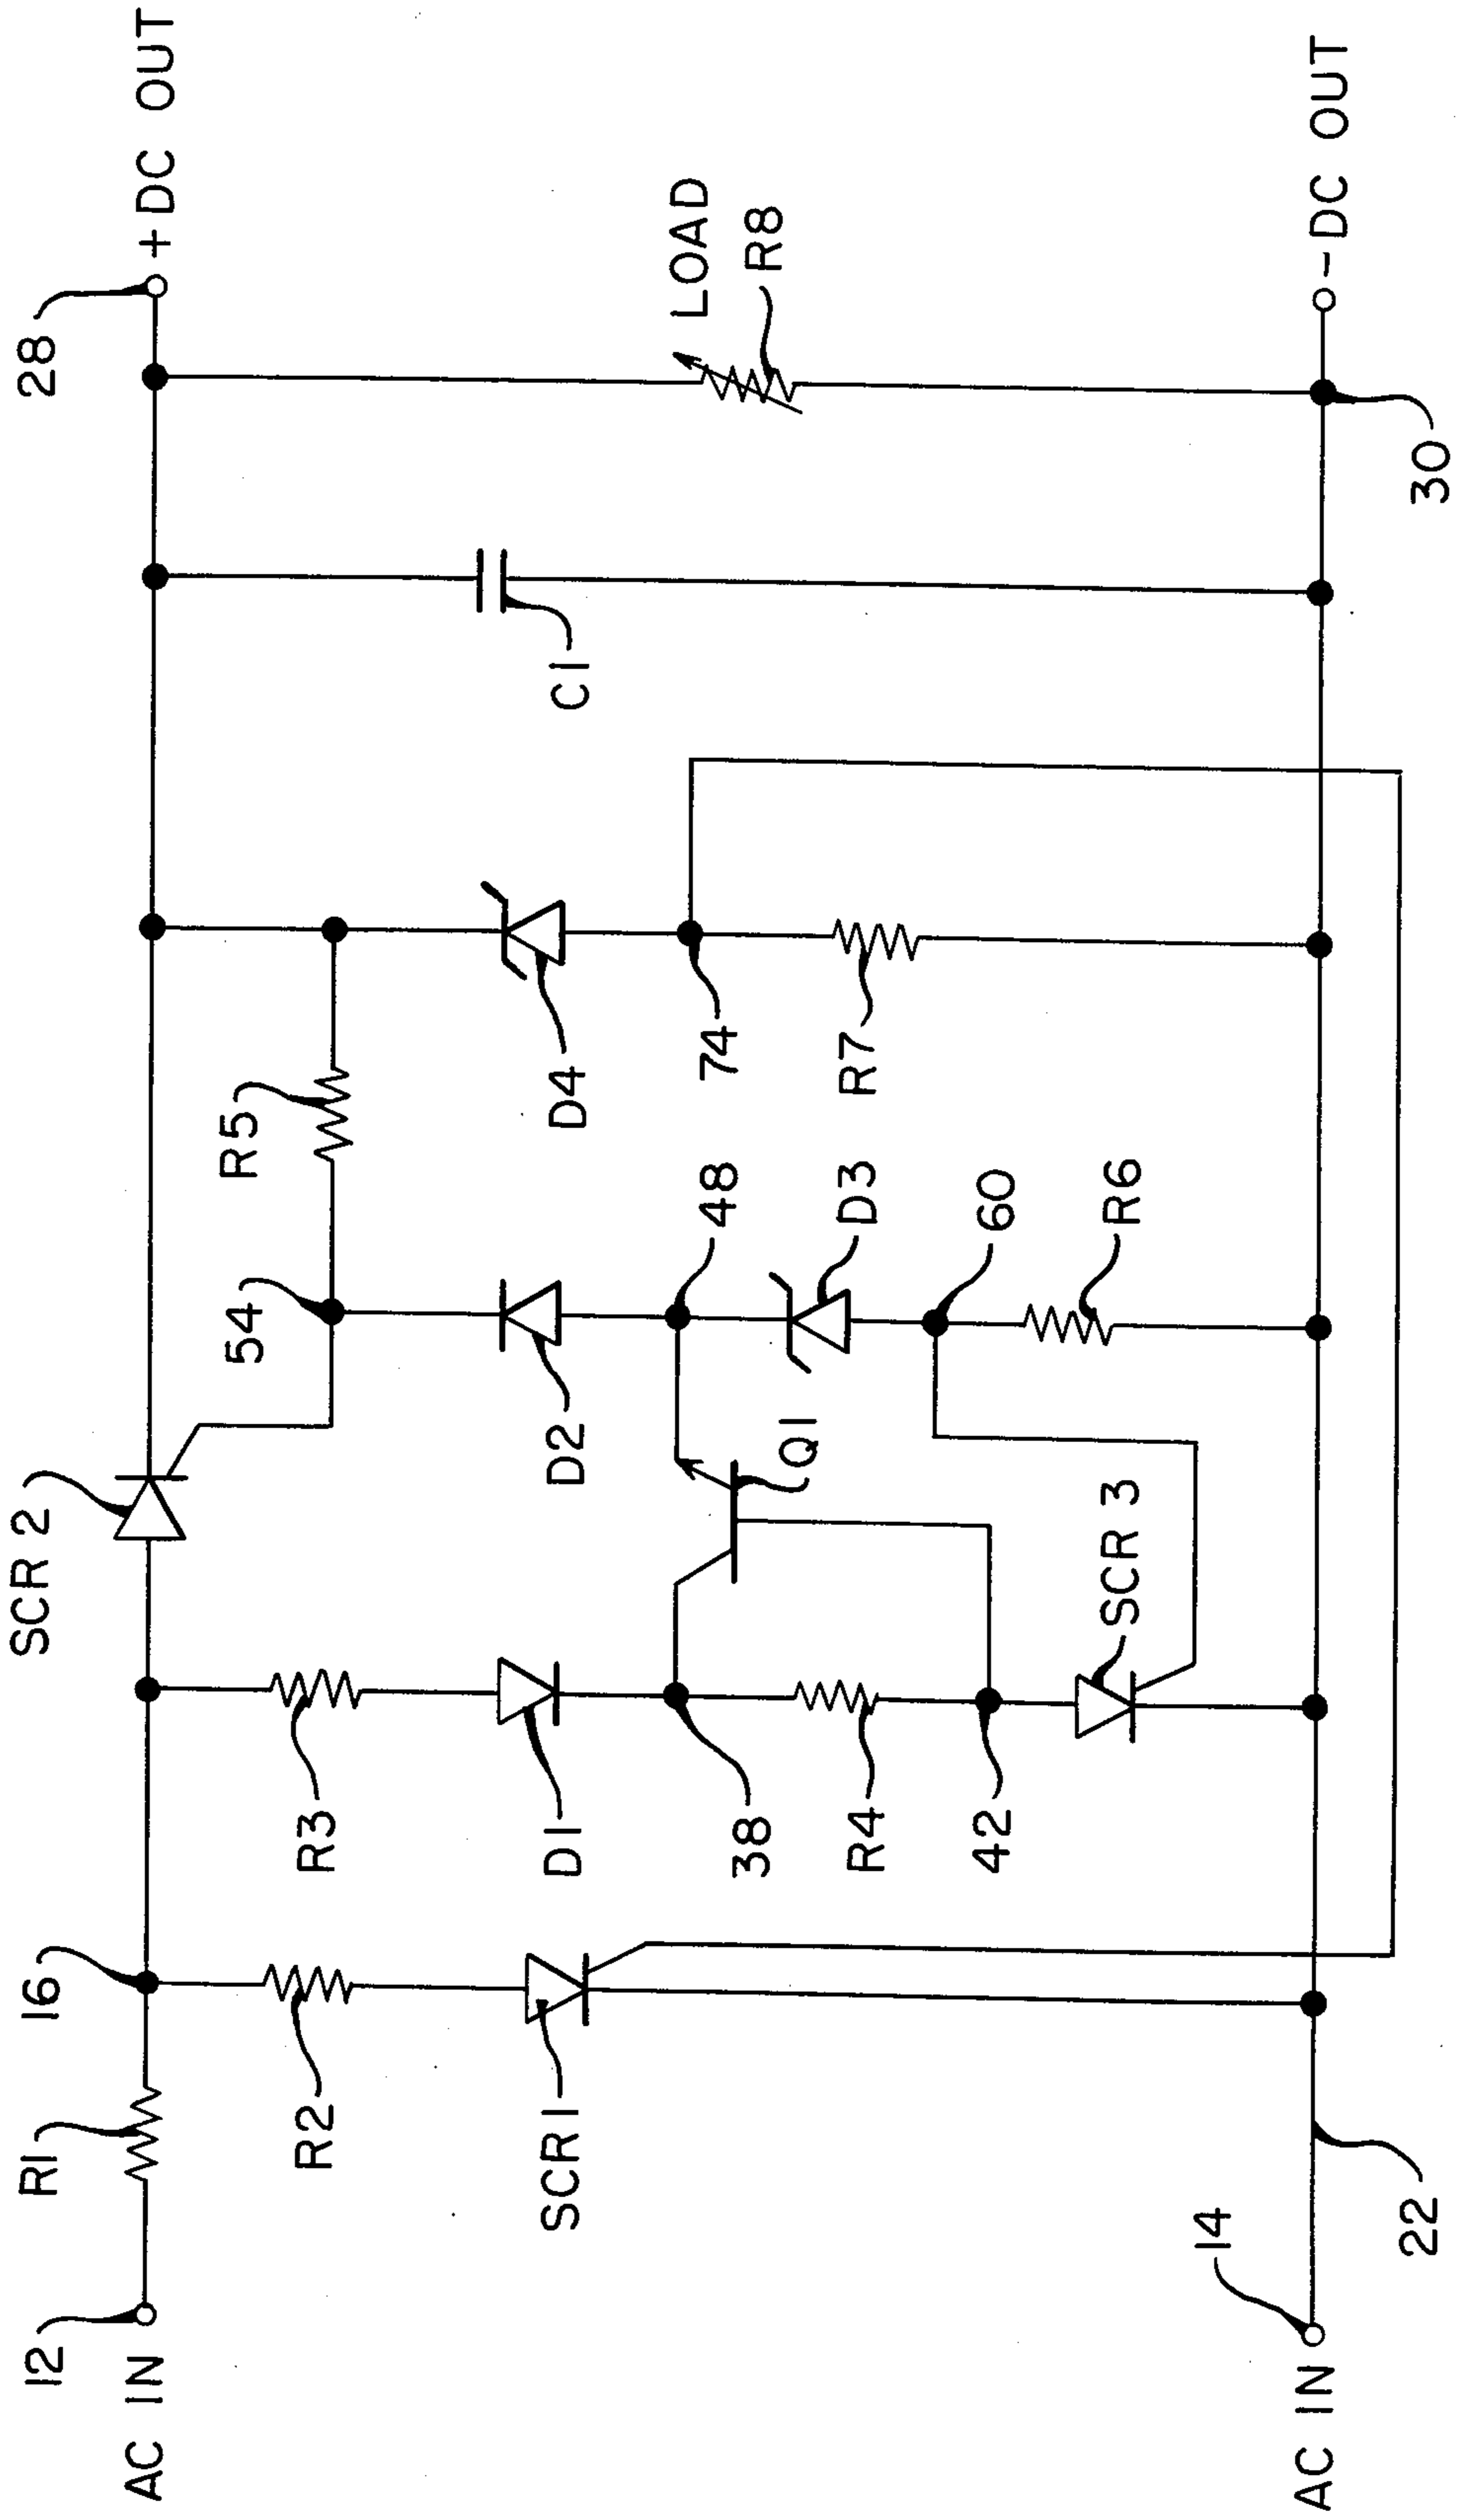 AC IN
12
R1
16
SCR 2
28
+DC OUT
R2
R3
54
R5
SCR1
D1
D2
D4
C1
LOAD
R8
38
Q1
48
74
R4
D3
R7
42
SCR 3
60
R6
AC IN
14
22
30
-DC OUT